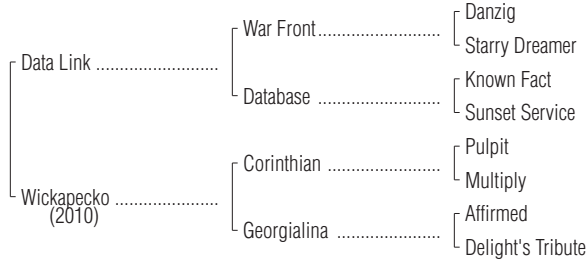 Danzig
War Front..................
Starry Dreamer
Data Link ........................
Known Fact
Database ........................
Sunset Service
Pulpit
Corinthian ......................
Multiply
Wickapecko ....................
(2010)
Affirmed
Georgialina ....................
Delight's Tribute